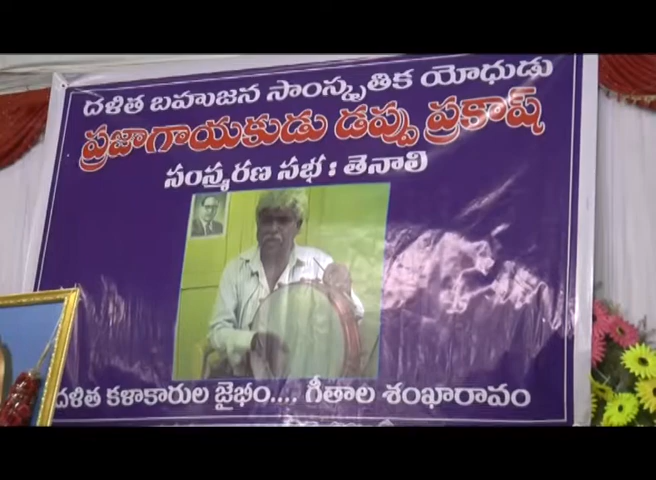 దళిత బహుజన సాంస్కృతిక యోధుడు
ప్రజాగాయకుడు డప్పు ప్రకాష్
సంస్మరణ సభ : తెనాలి
దళిత కళాకారుల జైభీం.... గీతాల శంఖారావం